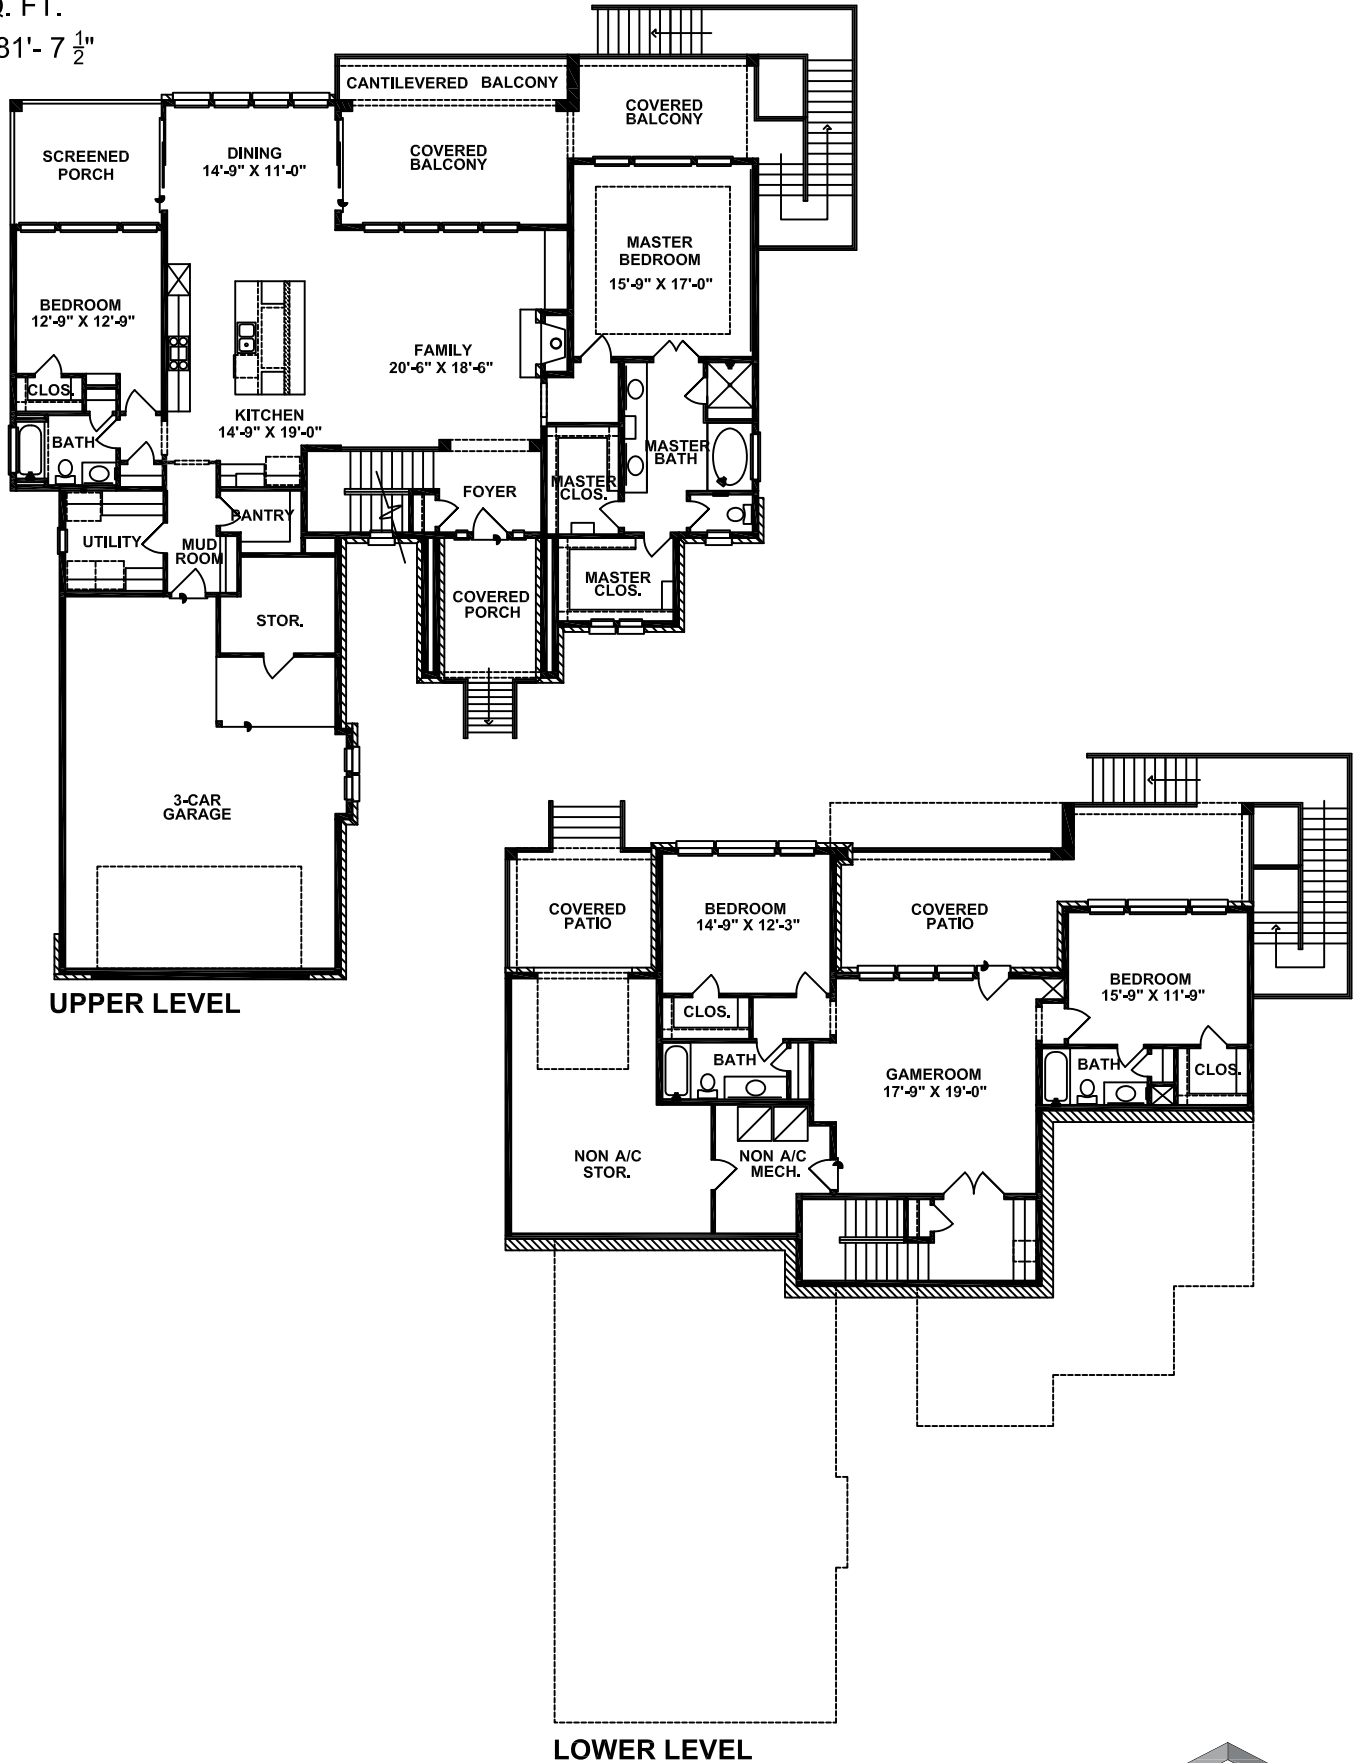 Q. FT.
81'- 7 ½"
CANTILEVERED BALCONY
COVERED
BALCONY
SCREENED
PORCH
DINING
14'-9" X 11'-0"
COVERED
BALCONY
MASTER
BEDROOM
15'-9" X 17'-0"
BEDROOM
12'-9" X 12'-9"
FAMILY
20'-6" X 18'-6"
CLOS.
KITCHEN
14'-9" X 19'-0"
BATH
MASTER
BATH
MASTER
CLOS.
FOYER
PANTRY
UTILITY
MUD
ROOM
MASTER
CLOS.
COVERED
PORCH
STOR.
3-CAR
GARAGE
UPPER LEVEL
COVERED
PATIO
BEDROOM
14'-9" X 12'-3"
COVERED
PATIO
BEDROOM
15'-9" X 11'-9"
CLOS.
BATH
GAMEROOM
17'-9" X 19'-0"
BATH
CLOS.
NON A/C
STOR.
NON A/C
MECH.
LOWER LEVEL